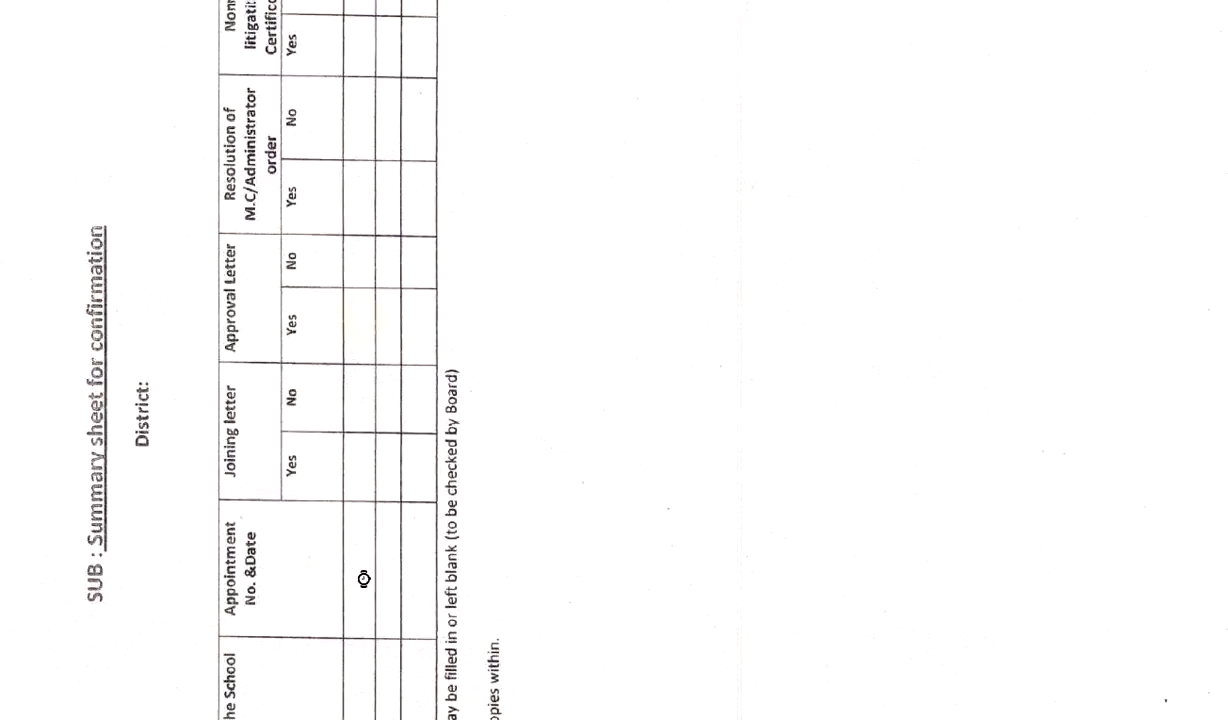 SUB : Summary sheet for confirmation
District:
he School
Appointment
No. &Date
Joining letter
Approval Letter
Resolution of
M.C/Administrator
order
litigati
Certific
Yes No Yes No Yes No Yes
ay be filled in or left blank (to be checked by Board)
opies within.